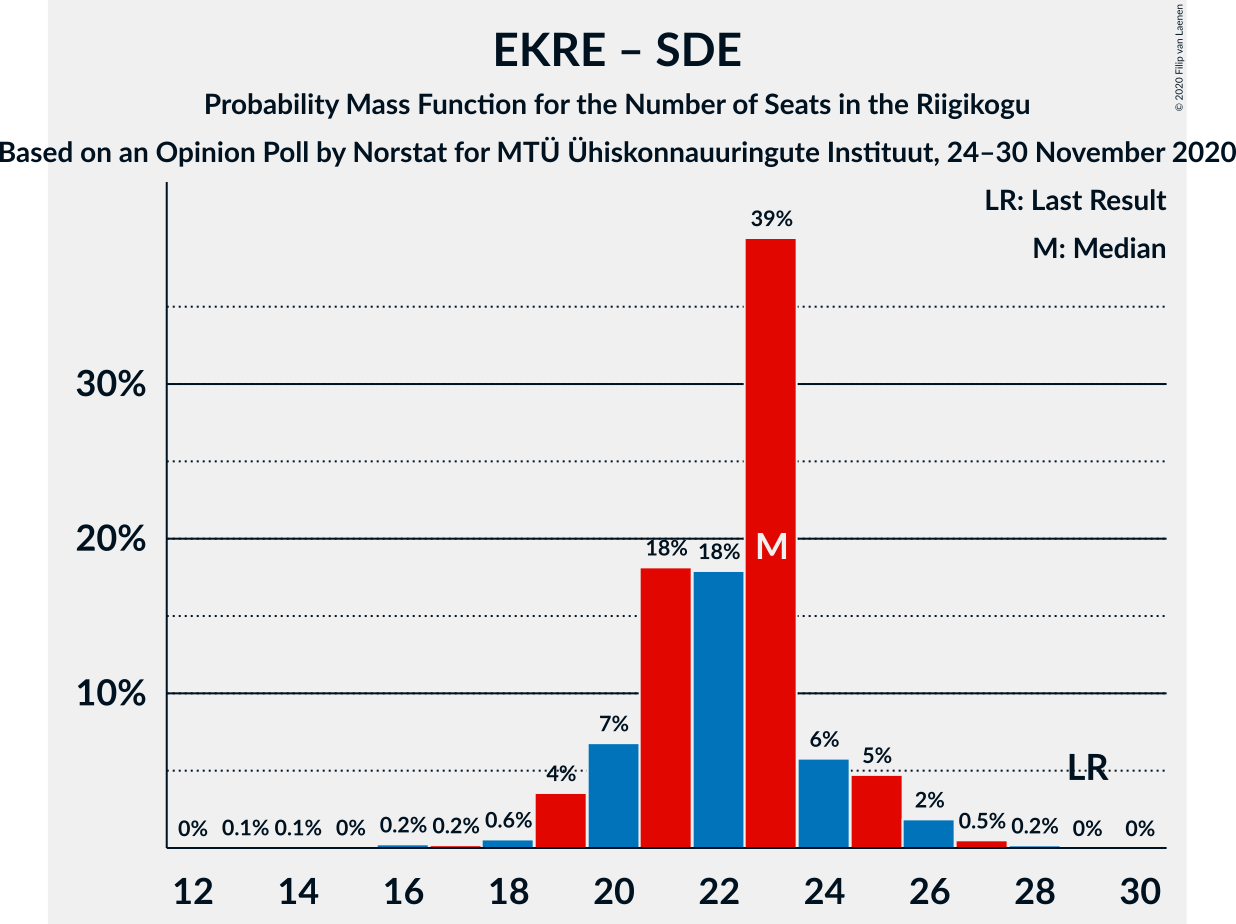 EKRE – SDE
Probability Mass Function for the Number of Seats in the Riigikogu
Based on an Opinion Poll by Norstat for MTÜ Ühiskonnauuringute Instituut, 24–30 November 2020
© 2020 Filip van Laenen
LR: Last Result
M: Median
39%
30%
20%
18% 18% M
10%
7%
6%
5%
4%
LR
2%
0% 0.1% 0.1% 0% 0.2% 0.2% 0.6% 0.5% 0.2% 0% 0%
12 14 16 18 20 22 24 26 28 30